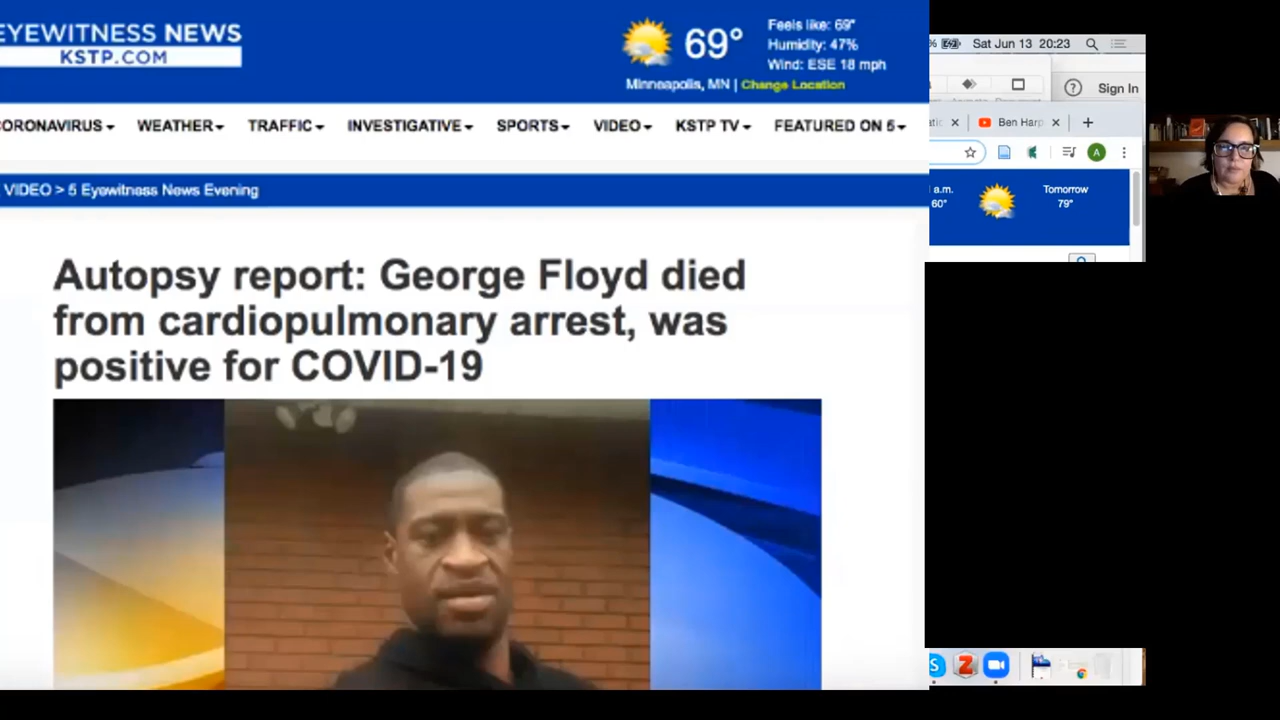 EYEWITNESS NEWS
KSTP.COM
69°
Feels like: 69°
Humidity: 47%
Wind: ESE 18 mph
Minneapolis, MN | Change Location
% Sat Jun 13 20:23
Sign In
Ben Harp
A
CORONAVIRUS WEATHER TRAFFIC INVESTIGATIVE SPORTS VIDEO KSTP TV FEATURED ON 5
VIDEO > 5 Eyewitness News Evening
a.m.
60°
Tomorrow
79°
Autopsy report: George Floyd died
from cardiopulmonary arrest, was
positive for COVID-19
S
Z